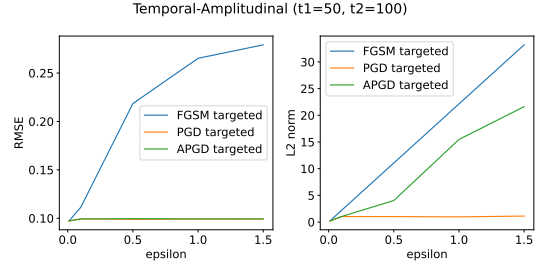 Temporal-Amplitudinal (t1=50, t2=100)
RMSE
0.25
0.20
0.15
0.10
FGSM targeted
PGD targeted
APGD targeted
0.0 0.5 1.0 1.5
epsilon
L2 norm
30
25
20
15
10
5
0
FGSM targeted
PGD targeted
APGD targeted
0.0 0.5 1.0 1.5
epsilon